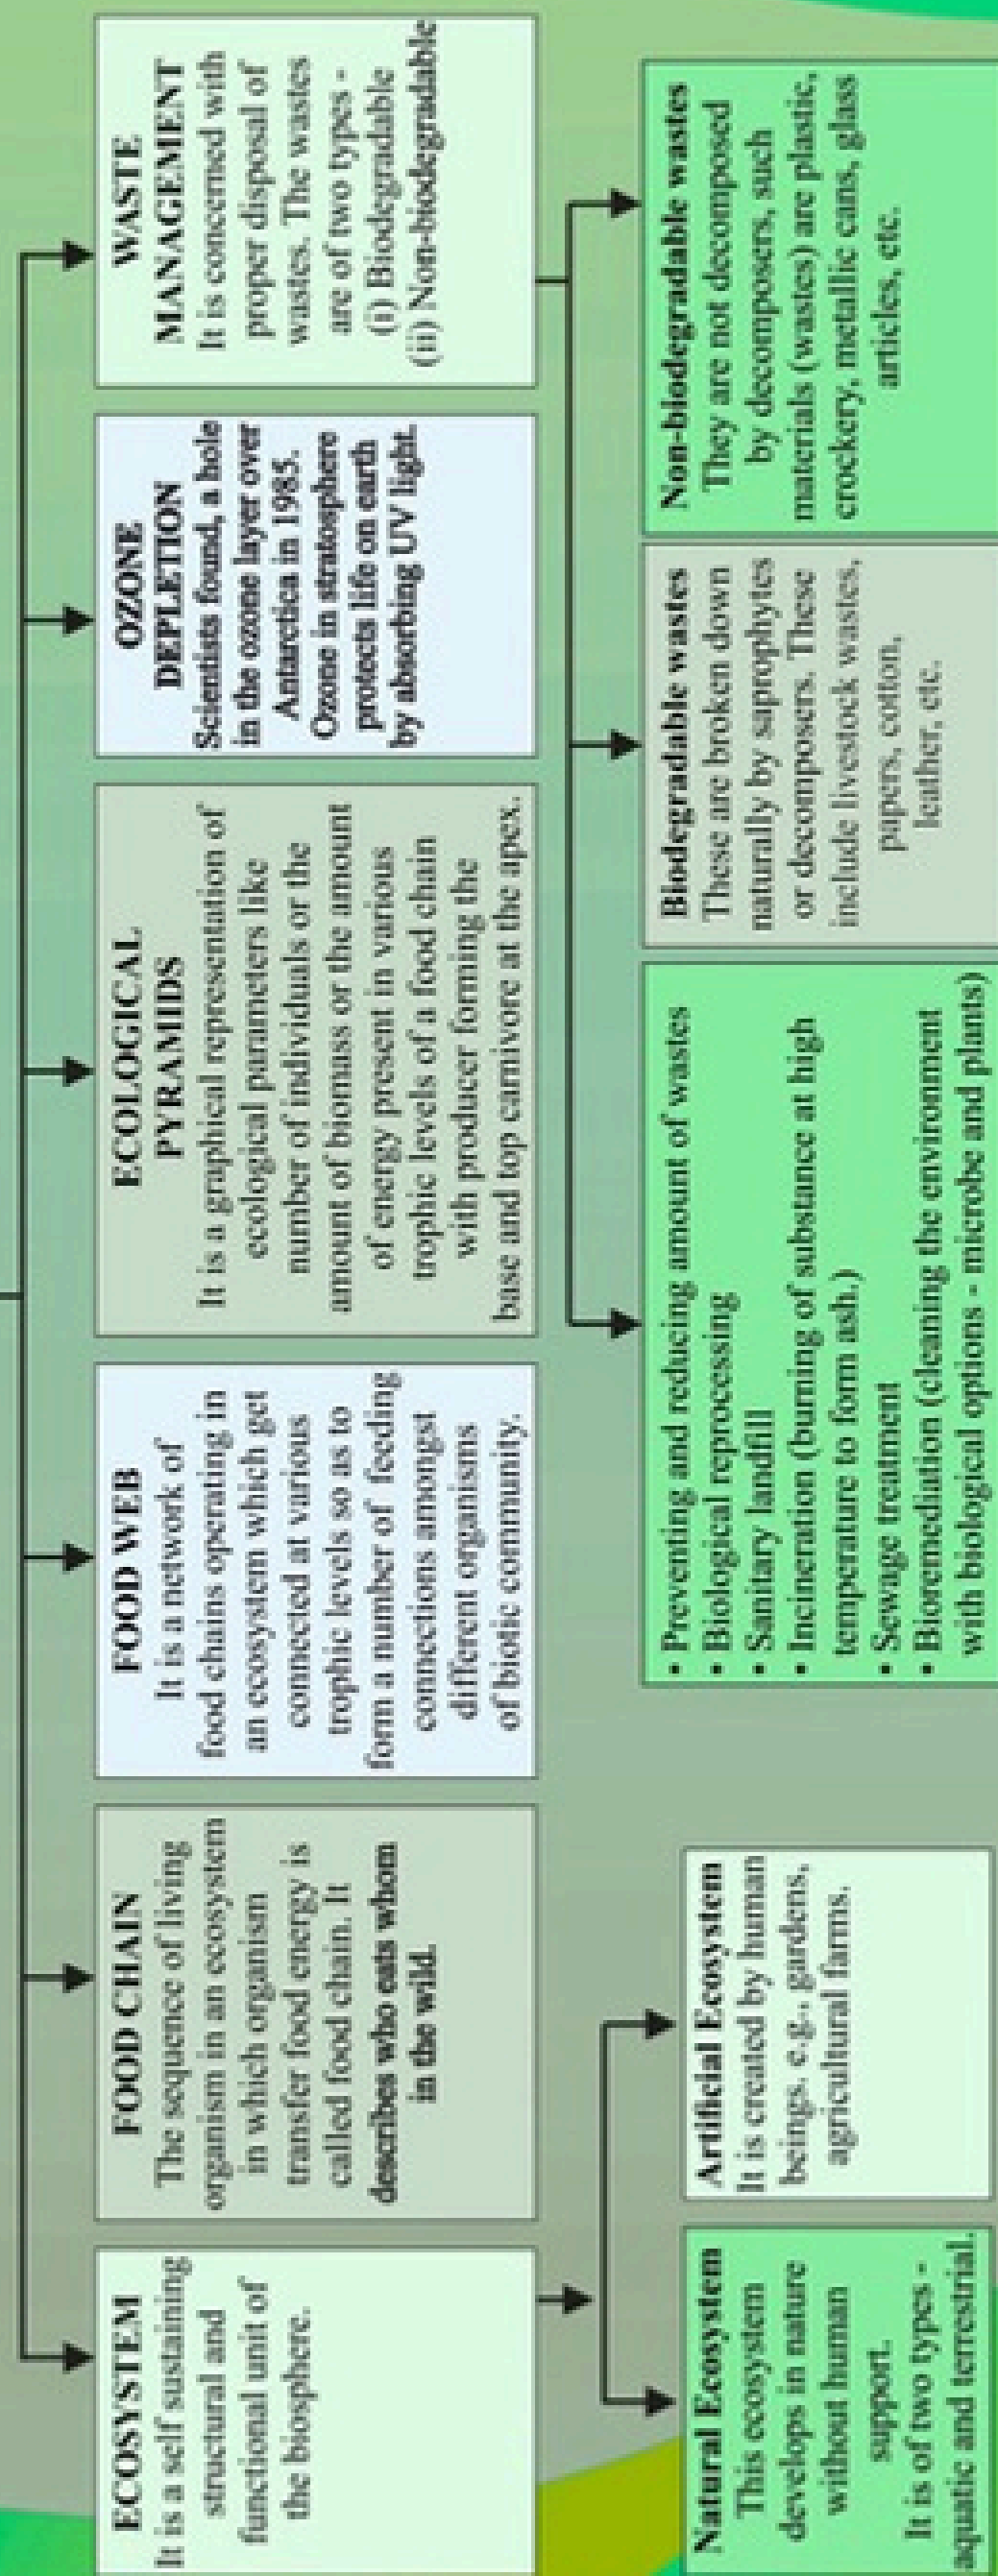 ECOSYSTEM
It is a self sustaining
structural and
functional unit of
the biosphere.
FOOD CHAIN
The sequence of living
organism in an ecosystem
in which organism
transfer food energy is
called food chain. It
describes who eats whom
in the wild.
FOOD WEB
It is a network of
food chains operating in
an ecosystem which get
connected at various
trophic levels so as to
form a number of feeding
connections amongst
different organisms
of biotic community.
ECOLOGICAL
PYRAMIDS
It is a graphical representation of
ecological parameters like
number of individuals or the
amount of biomass or the amount
of energy present in various
trophic levels of a food chain
with producer forming the
base and top carnivore at the apex.
OZONE
DEPLETION
Scientists found, a hole
in the ozone layer over
Antarctica in 1985.
Ozone in stratosphere
protects life on earth
by absorbing UV light.
WASTE
MANAGEMENT
It is concerned with
proper disposal of
wastes. The wastes
are of two types -
(i) Biodegradable
(ii) Non-biodegradable
Natural Ecosystem
This ecosystem
develops in nature
without human
support.
It is of two types -
aquatic and terrestrial.
Artificial Ecosystem
It is created by human
beings. e.g., gardens,
agricultural farms.
• Preventing and reducing amount of wastes
• Biological reprocessing
• Sanitary landfill
• Incineration (burning of substance at high
temperature to form ash.)
• Sewage treatment
• Bioremediation (cleaning the environment
with biological options - microbe and plants)
Biodegradable wastes
These are broken down
naturally by saprophytes
or decomposers. These
include livestock wastes,
papers, cotton,
leather, etc.
Non-biodegradable wastes
They are not decomposed
by decomposers, such
materials (wastes) are plastic,
crockery, metallic cans, glass
articles, etc.